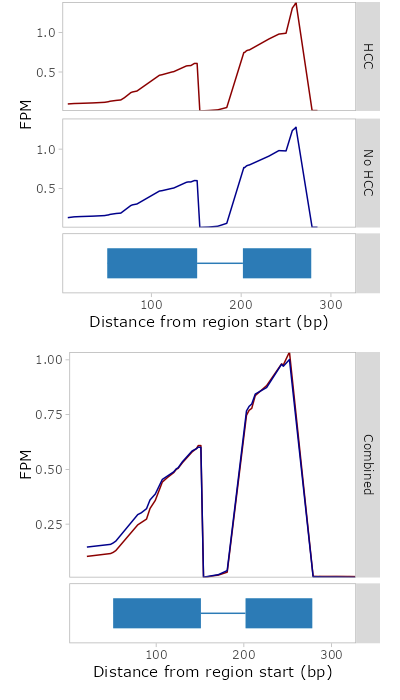 1.0
0.5
HCC
FPM
1.0
0.5
No HCC
100 200 300
Distance from region start (bp)
1.00
0.75
0.50
0.25
FPM
Combined
100 200 300
Distance from region start (bp)